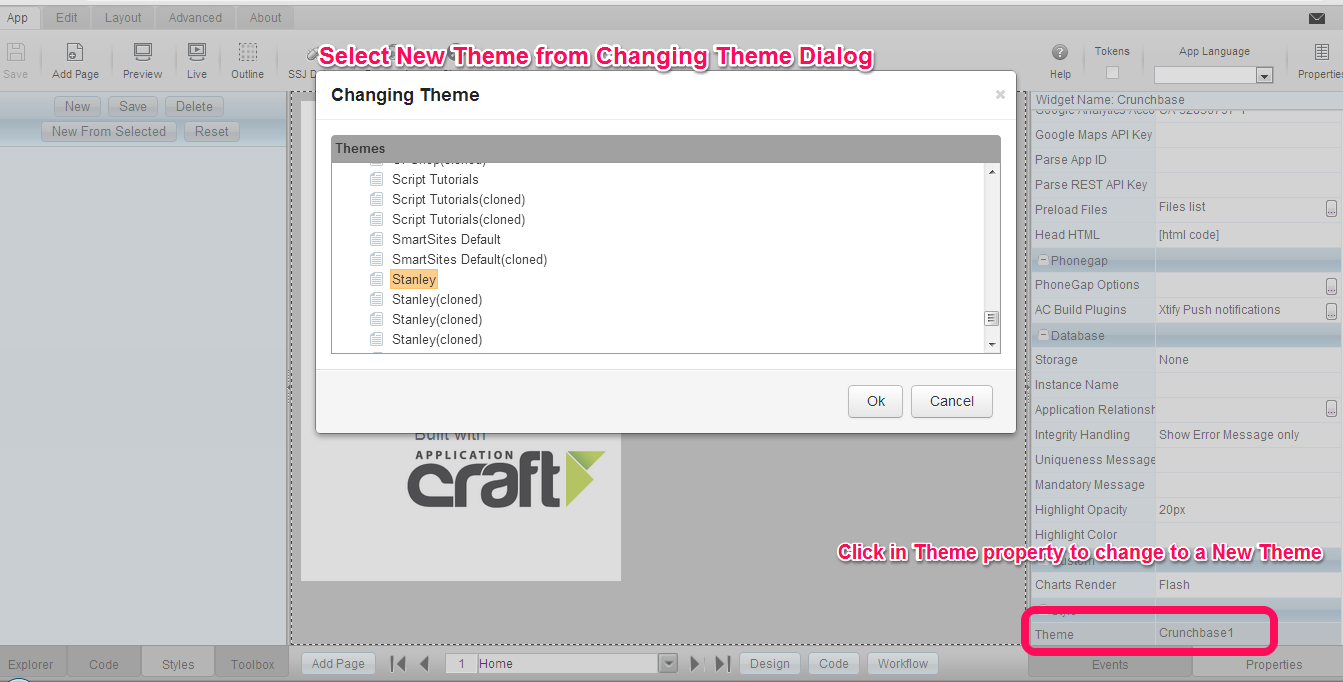 App Edit Layout Advanced About
Save Add Page Preview Live Outline SSJ
Select New Theme from Changing Theme Dialog
Help Tokens App Language Properties
New Save Delete
New From Selected Reset
Changing Theme
Themes
Script Tutorials
Script Tutorials(cloned)
Script Tutorials(cloned)
SmartSites Default
SmartSites Default(cloned)
Stanley
Stanley(cloned)
Stanley(cloned)
Stanley(cloned)
Ok Cancel
Built with
APPLICATION
craft
Widget Name: Crunchbase
Google Analytics Acco
Google Maps API Key
Parse App ID
Parse REST API Key
Preload Files Files list
Head HTML [html code]
Phonegap
PhoneGap Options
AC Build Plugins Xtify Push notifications
Database
Storage None
Instance Name
Application Relationsh
Integrity Handling Show Error Message only
Uniqueness Message
Mandatory Message
Highlight Opacity 20px
Highlight Color
Click in Theme property to change to a New Theme
Custom
Charts Render Flash
Style
Theme Crunchbase1
Explorer Code Styles Toolbox
Add Page 1 Home Design Code Workflow
Events Properties